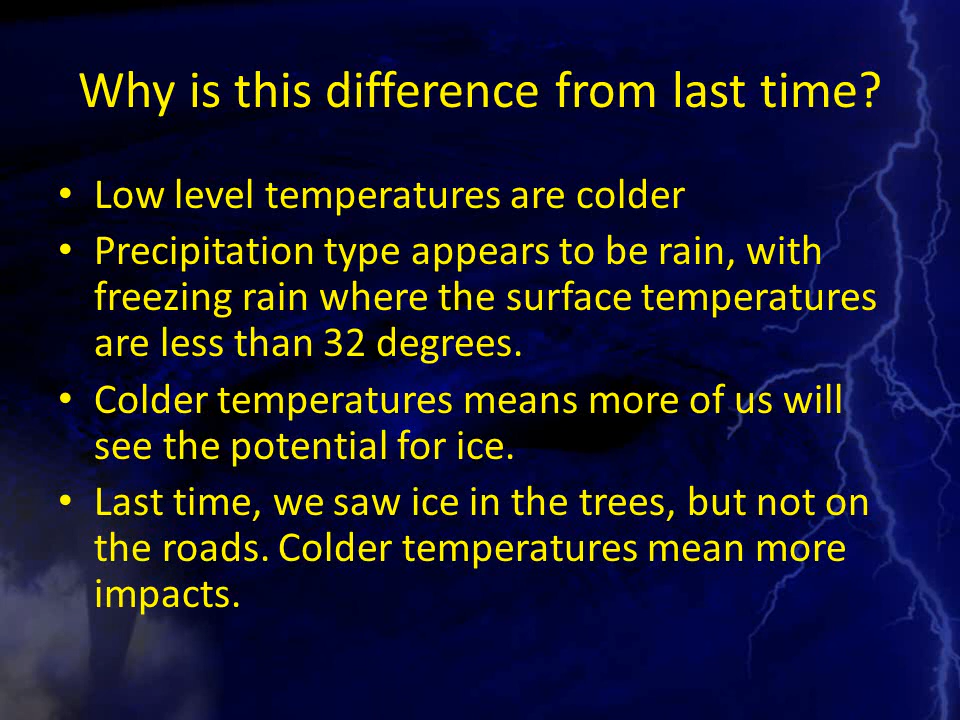 Why is this difference from last time?
• Low level temperatures are colder
• Precipitation type appears to be rain, with
freezing rain where the surface temperatures
are less than 32 degrees.
• Colder temperatures means more of us will
see the potential for ice.
• Last time, we saw ice in the trees, but not on
the roads. Colder temperatures mean more
impacts.